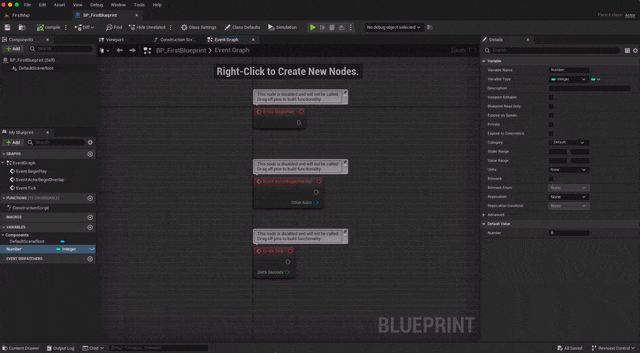 File Edit Asset View Debug Window Tools Help
FirstMap BP_FirstBlueprint
Parent class: Actor
Compile Diff Find Hide Unrelated Class Settings Class Defaults Simulation No debug object selected
Components
Add Search
BP_FirstBlueprint (Self)
DefaultSceneRoot
My Blueprint
Add Search
GRAPHS
EventGraph
Event BeginPlay
Event ActorBeginOverlap
Event Tick
FUNCTIONS (18 OVERRIDABLE)
ConstructionScript
MACROS
VARIABLES
Components
DefaultSceneRoot
Number Integer
EVENT DISPATCHERS
Viewport Construction Scr Event Graph
BP_FirstBlueprint > Event Graph
Right-Click to Create New Nodes.
This node is disabled and will not be called.
Drag off pins to build functionality.
Event BeginPlay
This node is disabled and will not be called.
Drag off pins to build functionality.
Event ActorBeginOverlap
Other Actor
This node is disabled and will not be called.
Drag off pins to build functionality.
Event Tick
Delta Seconds
BLUEPRINT
Details
Search
Variable
Variable Name Number
Variable Type Integer
Description
Instance Editable
Blueprint Read Only
Expose on Spawn
Private
Expose to Cinematics
Category Default
Slider Range
Value Range
Units None
Bitmask
Bitmask Enum None
Replication None
Replication Condition None
Advanced
Default Value
Number 0
Content Drawer Output Log Cmd All Saved Revision Control